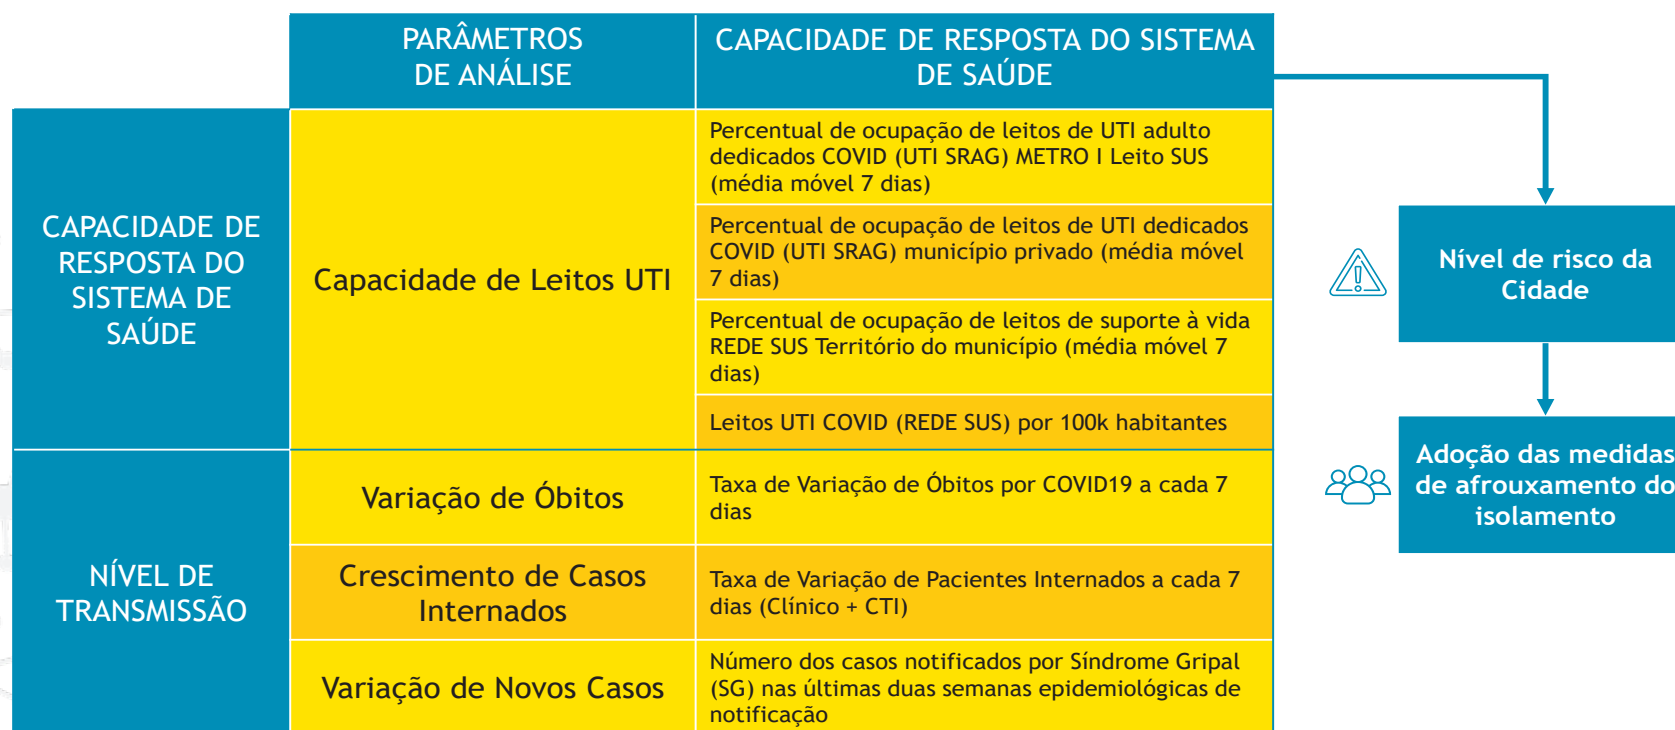 PARÂMETROS
DE ANÁLISE
CAPACIDADE DE RESPOSTA DO SISTEMA
DE SAÚDE
CAPACIDADE DE
RESPOSTA DO
SISTEMA DE
SAÚDE
Capacidade de Leitos UTI
Percentual de ocupação de leitos de UTI adulto
dedicados COVID (UTI SRAG) METRO I Leito SUS
(média móvel 7 dias)
Percentual de ocupação de leitos de UTI dedicados
COVID (UTI SRAG) município privado (média móvel
7 dias)
Percentual de ocupação de leitos de suporte à vida
REDE SUS Território do município (média móvel 7
dias)
Leitos UTI COVID (REDE SUS) por 100k habitantes
NÍVEL DE
TRANSMISSÃO
Variação de Óbitos
Taxa de Variação de Óbitos por COVID19 a cada 7
dias
Crescimento de Casos
Internados
Taxa de Variação de Pacientes Internados a cada 7
dias (Clínico + CTI)
Variação de Novos Casos
Número dos casos notificados por Síndrome Gripal
(SG) nas últimas duas semanas epidemiológicas de
notificação
Nível de risco da
Cidade
Adoção das medidas
de afrouxamento do
isolamento